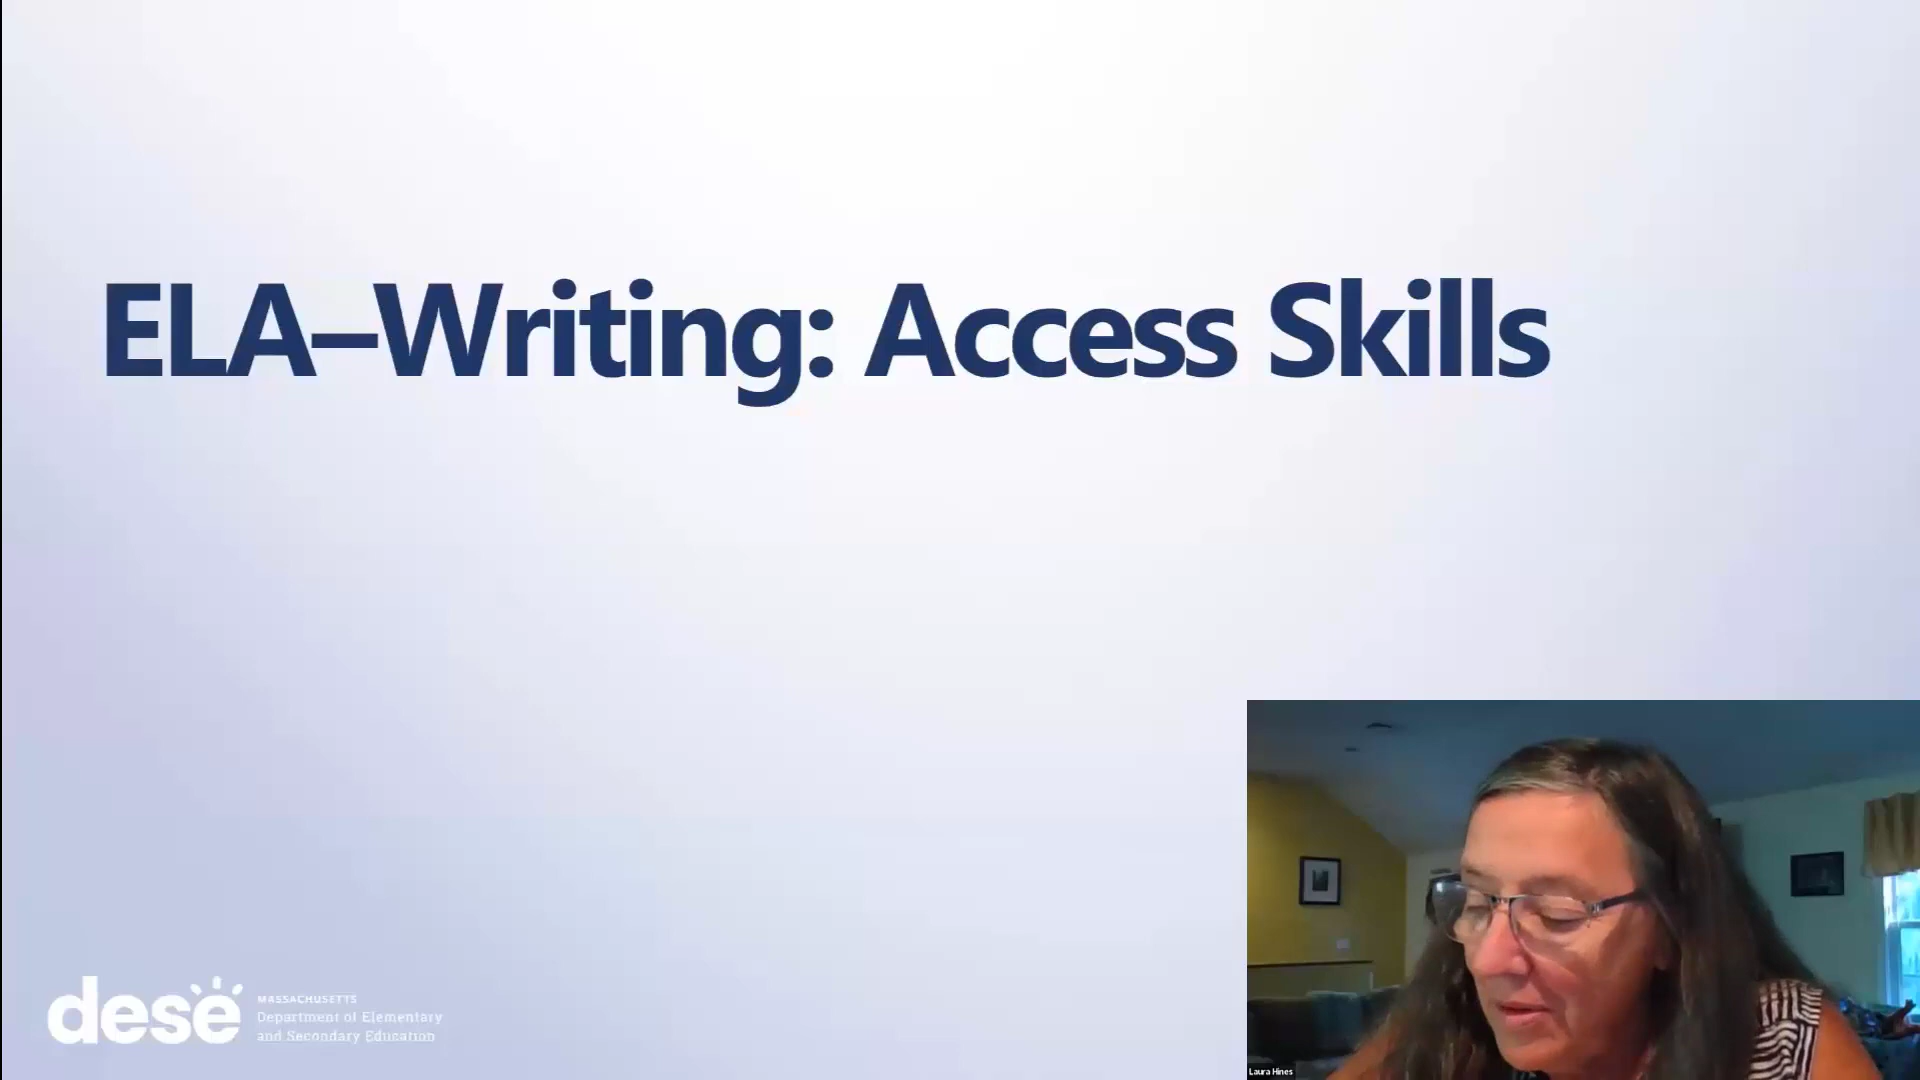 ELA–Writing: Access Skills
dese
MASSACHUSETTS
Department of Elementary
and Secondary Education
Laura Hines